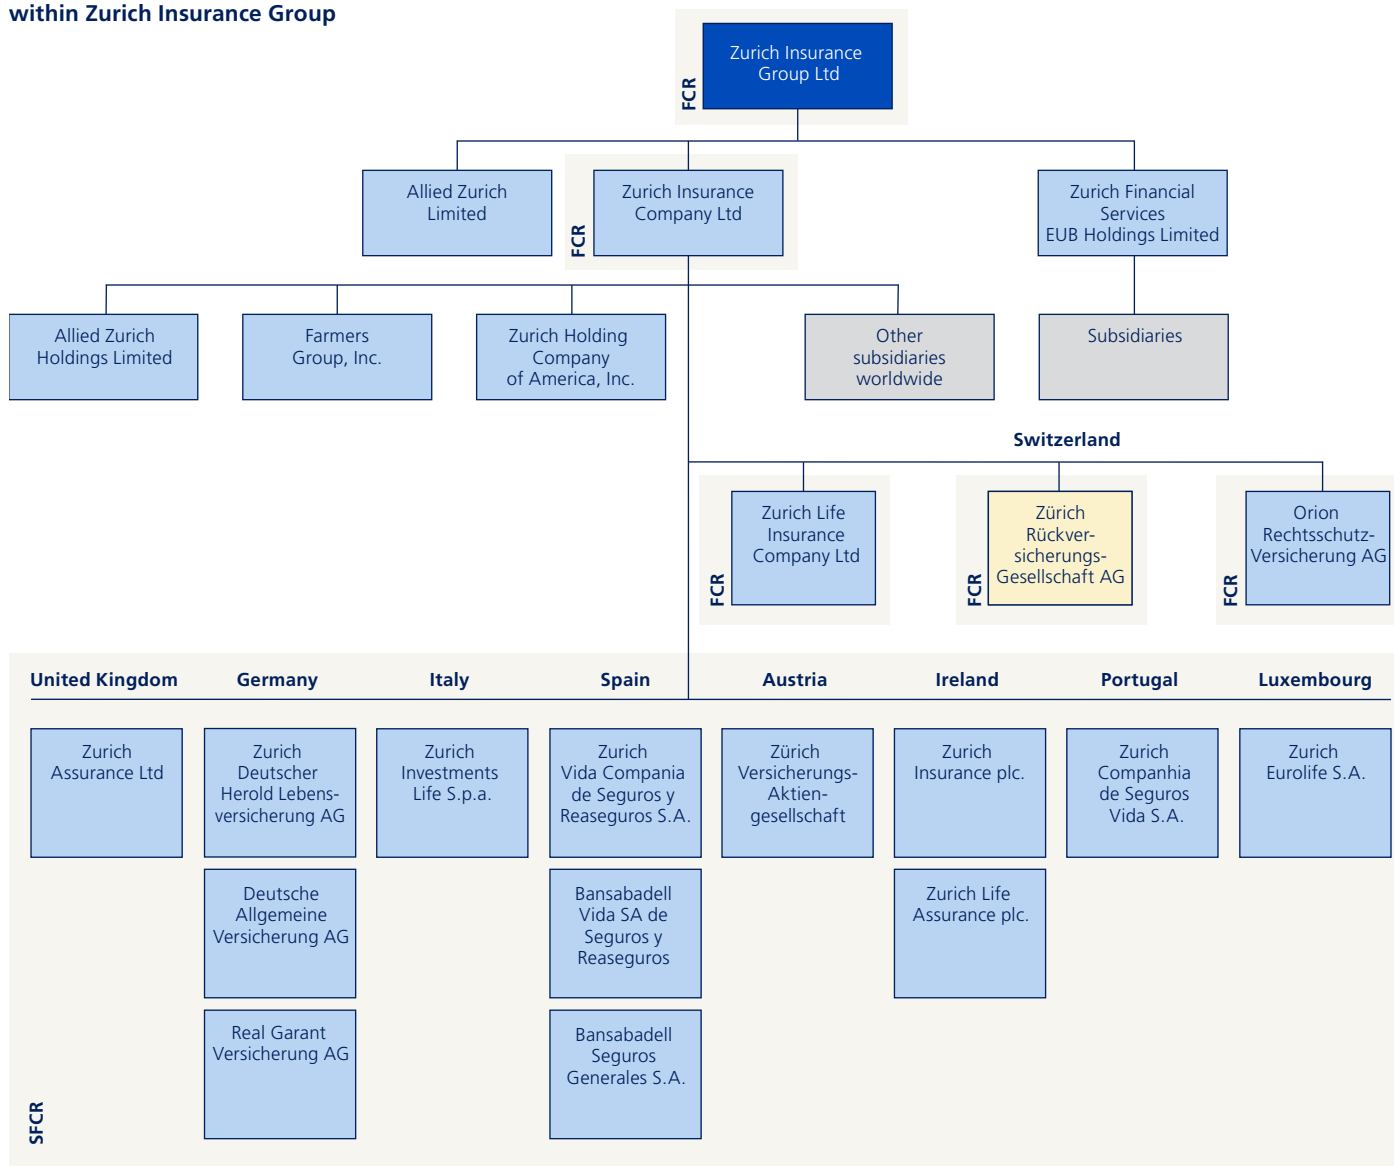 within Zurich Insurance Group
Zurich Insurance
Group Ltd
FCR
Allied Zurich
Limited
Zurich Insurance
Company Ltd
FCR
Zurich Financial
Services
EUB Holdings Limited
Allied Zurich
Holdings Limited
Farmers
Group, Inc.
Zurich Holding
Company
of America, Inc.
Other
subsidiaries
worldwide
Subsidiaries
Switzerland
Zurich Life
Insurance
Company Ltd
FCR
Zürich
Rückver-
sicherungs-
Gesellschaft AG
FCR
Orion
Rechtsschutz-
Versicherung AG
FCR
United Kingdom
Germany
Italy
Spain
Austria
Ireland
Portugal
Luxembourg
Zurich
Assurance Ltd
Zurich
Deutscher
Herold Lebens-
versicherung AG
Zurich
Investments
Life S.p.a.
Zurich
Vida Compania
de Seguros y
Reaseguros S.A.
Zürich
Versicherungs-
Aktien-
gesellschaft
Zurich
Insurance plc.
Zurich
Companhia
de Seguros
Vida S.A.
Zurich
Eurolife S.A.
Deutsche
Allgemeine
Versicherung AG
Bansabadell
Vida SA de
Seguros y
Reaseguros
Zurich Life
Assurance plc.
Real Garant
Versicherung AG
Bansabadell
Seguros
Generales S.A.
SFCR